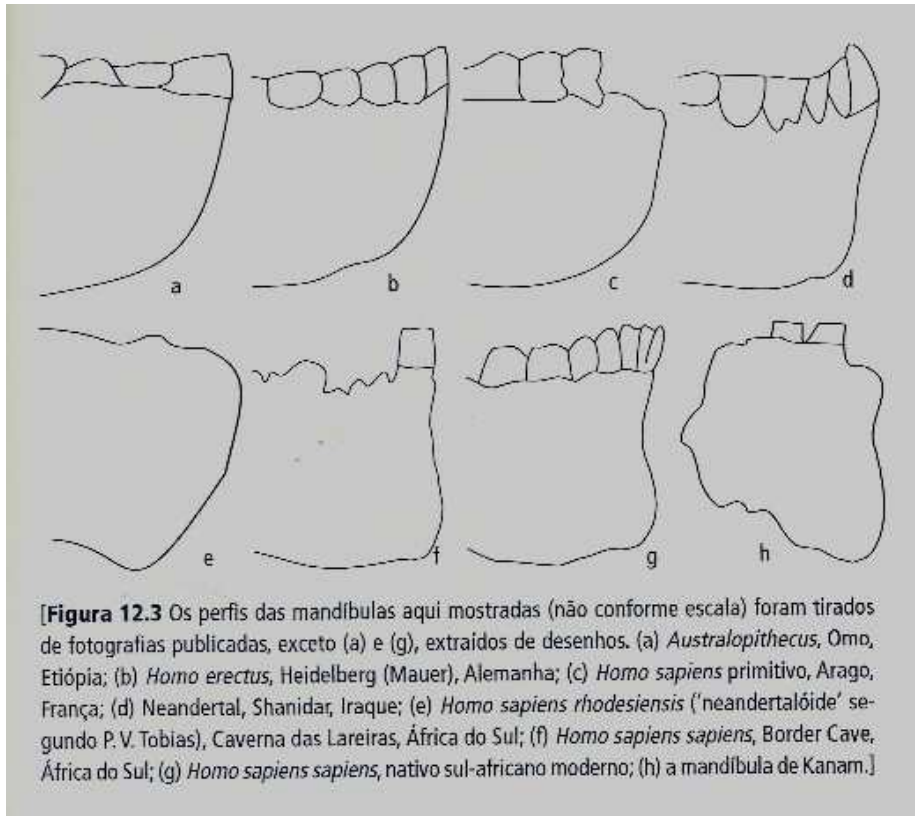 a
b
c
d
e
f
g
h
[Figura 12.3 Os perfis das mandíbulas aqui mostradas (não conforme escala) foram tirados
de fotografias publicadas, exceto (a) e (g), extraídos de desenhos. (a) Australopithecus, Omo,
Etiópia; (b) Homo erectus, Heidelberg (Mauer), Alemanha; (c) Homo sapiens primitivo, Arago,
França; (d) Neandertal, Shanidar, Iraque; (e) Homo sapiens rhodesiensis ('neandertalóide' se-
gundo P. V. Tobias), Caverna das Lareiras, África do Sul; (f) Homo sapiens sapiens, Border Cave,
África do Sul; (g) Homo sapiens sapiens, nativo sul-africano moderno; (h) a mandíbula de Kanam.]